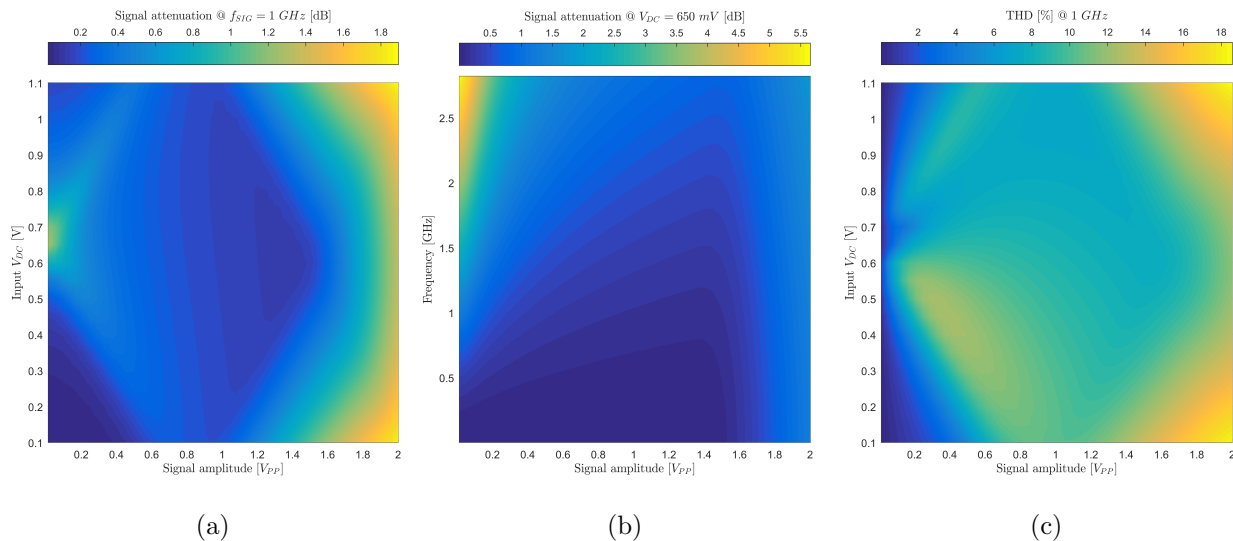 Signal attenuation @ f_SIG = 1 GHz [dB]
0.2 0.4 0.6 0.8 1 1.2 1.4 1.6 1.8
1.1
1
0.9
0.8
0.7
0.6
0.5
0.4
0.3
0.2
0.1
Input V_DC [V]
0.2 0.4 0.6 0.8 1 1.2 1.4 1.6 1.8 2
Signal amplitude [V_PP]
(a)
Signal attenuation @ V_DC = 650 mV [dB]
0.5 1 1.5 2 2.5 3 3.5 4 4.5 5 5.5
2.5
2
1.5
1
0.5
Frequency [GHz]
0.2 0.4 0.6 0.8 1 1.2 1.4 1.6 1.8 2
Signal amplitude [V_PP]
(b)
THD [%] @ 1 GHz
2 4 6 8 10 12 14 16 18
1.1
1
0.9
0.8
0.7
0.6
0.5
0.4
0.3
0.2
0.1
Input V_DC [V]
0.2 0.4 0.6 0.8 1 1.2 1.4 1.6 1.8 2
Signal amplitude [V_PP]
(c)